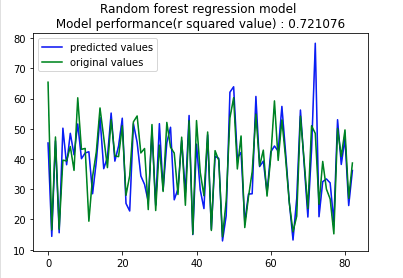 Random forest regression model
Model performance(r squared value) : 0.721076
predicted values
original values
80
70
60
50
40
30
20
10
0 20 40 60 80